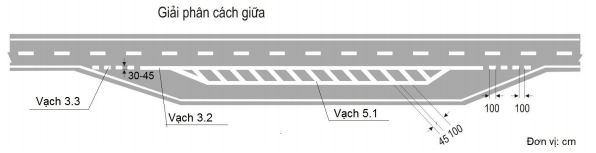 Giải phân cách giữa
30-45
Vạch 3.3
Vạch 3.2
Vạch 5.1
45 100
100
100
Đơn vị: cm